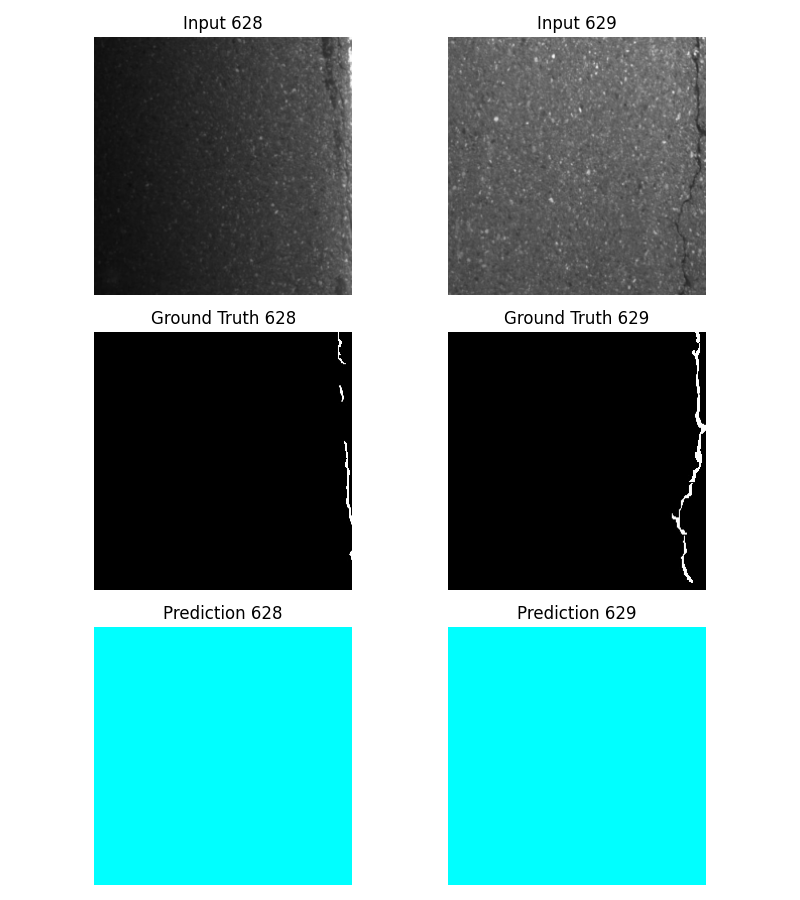 Input 628
Input 629
Ground Truth 628
Ground Truth 629
Prediction 628
Prediction 629